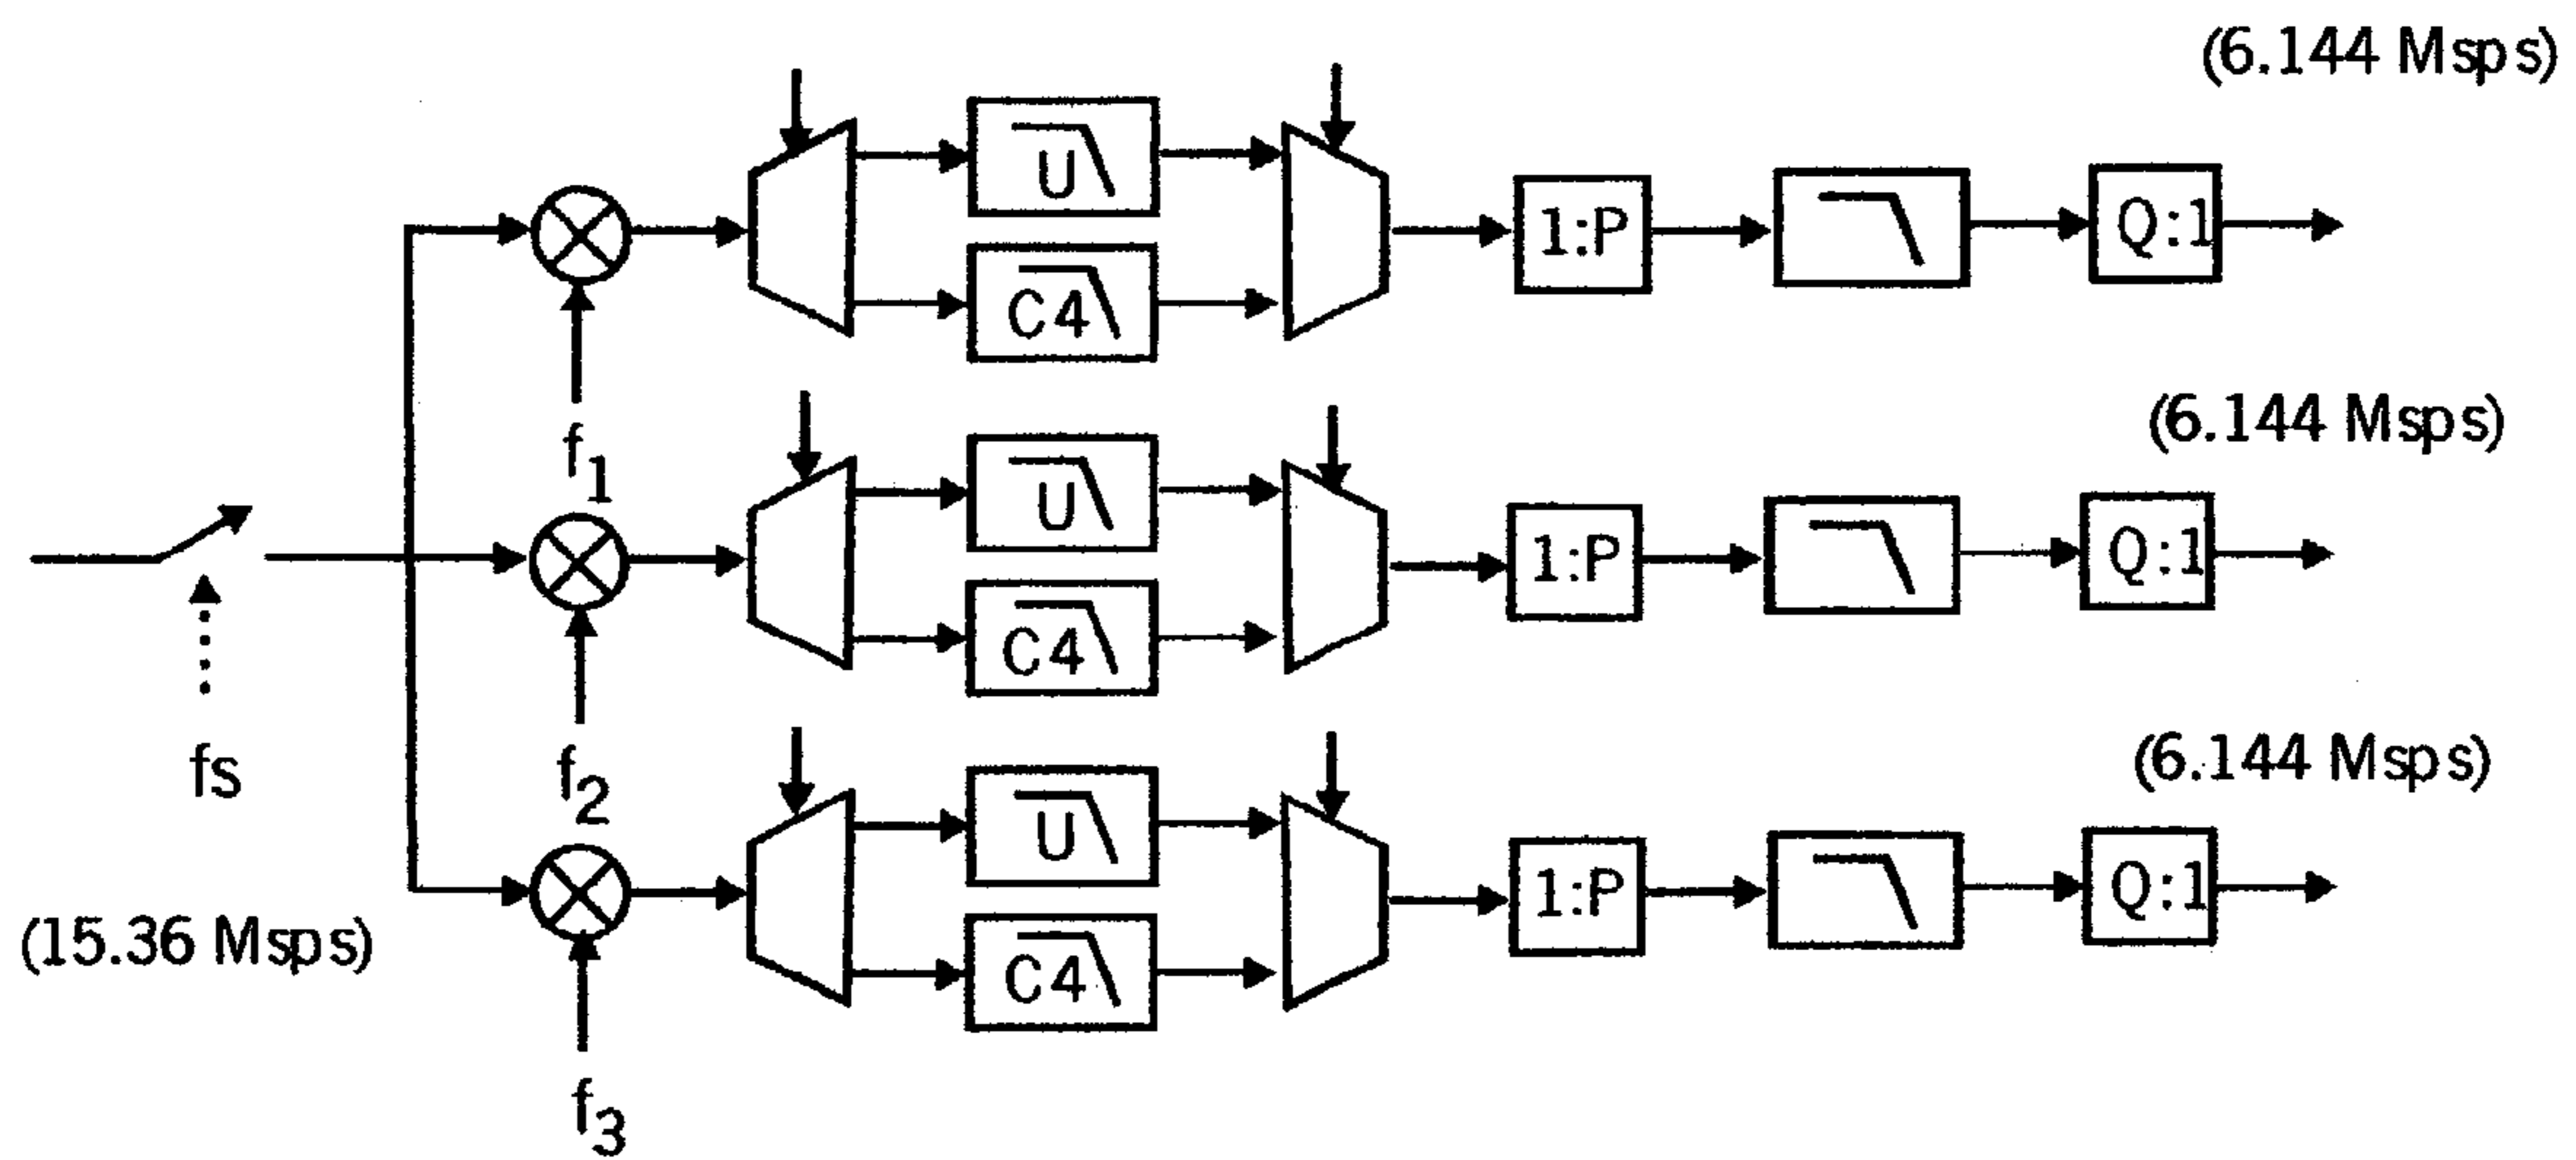 (6.144 Msps)
U
1:P
Q:1
C4
f1
(6.144 Msps)
U
1:P
Q:1
C4
fs
f2
(6.144 Msps)
U
1:P
Q:1
C4
(15.36 Msps)
f3